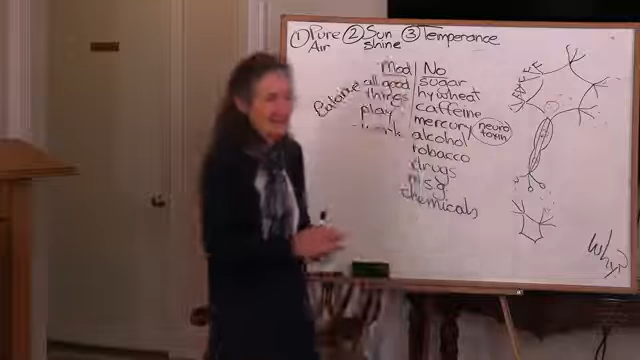 ① Pure Air ② Sun shine ③ Temperance
Mod | No
all good things
play
sugar
hy wheat
caffeine
mercury
neuro toxin
alcohol
tobacco
drugs
msg
chemicals
Why?